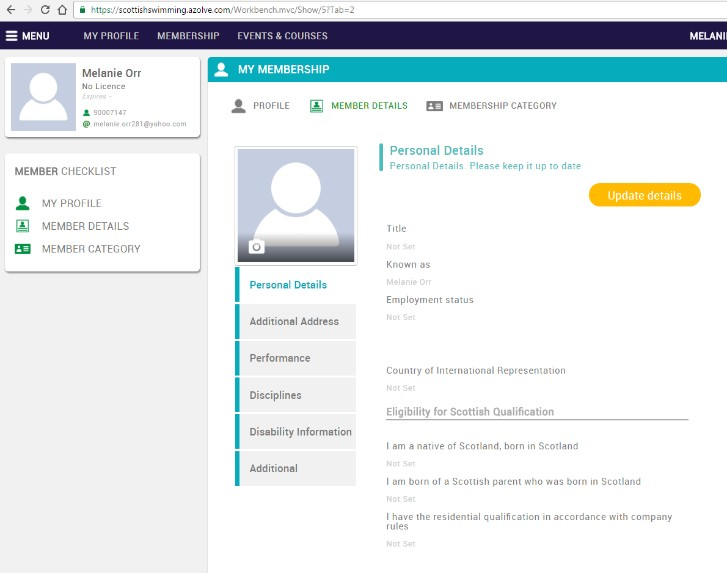 https://scottishswimming.azolve.com/Workbench.mvc/Show/5?Tab=2
MENU MY PROFILE MEMBERSHIP EVENTS & COURSES MELANI
Melanie Orr
No Licence
Expires -
90007147
melanie.orr281@yahoo.com
MEMBER CHECKLIST
MY PROFILE
MEMBER DETAILS
MEMBER CATEGORY
MY MEMBERSHIP
PROFILE MEMBER DETAILS MEMBERSHIP CATEGORY
Personal Details
Additional Address
Performance
Disciplines
Disability Information
Additional
Personal Details
Personal Details. Please keep it up to date
Update details
Title
Not Set
Known as
Melanie Orr
Employment status
Not Set
Country of International Representation
Not Set
Eligibility for Scottish Qualification
I am a native of Scotland, born in Scotland
Not Set
I am born of a Scottish parent who was born in Scotland
Not Set
I have the residential qualification in accordance with company
rules
Not Set